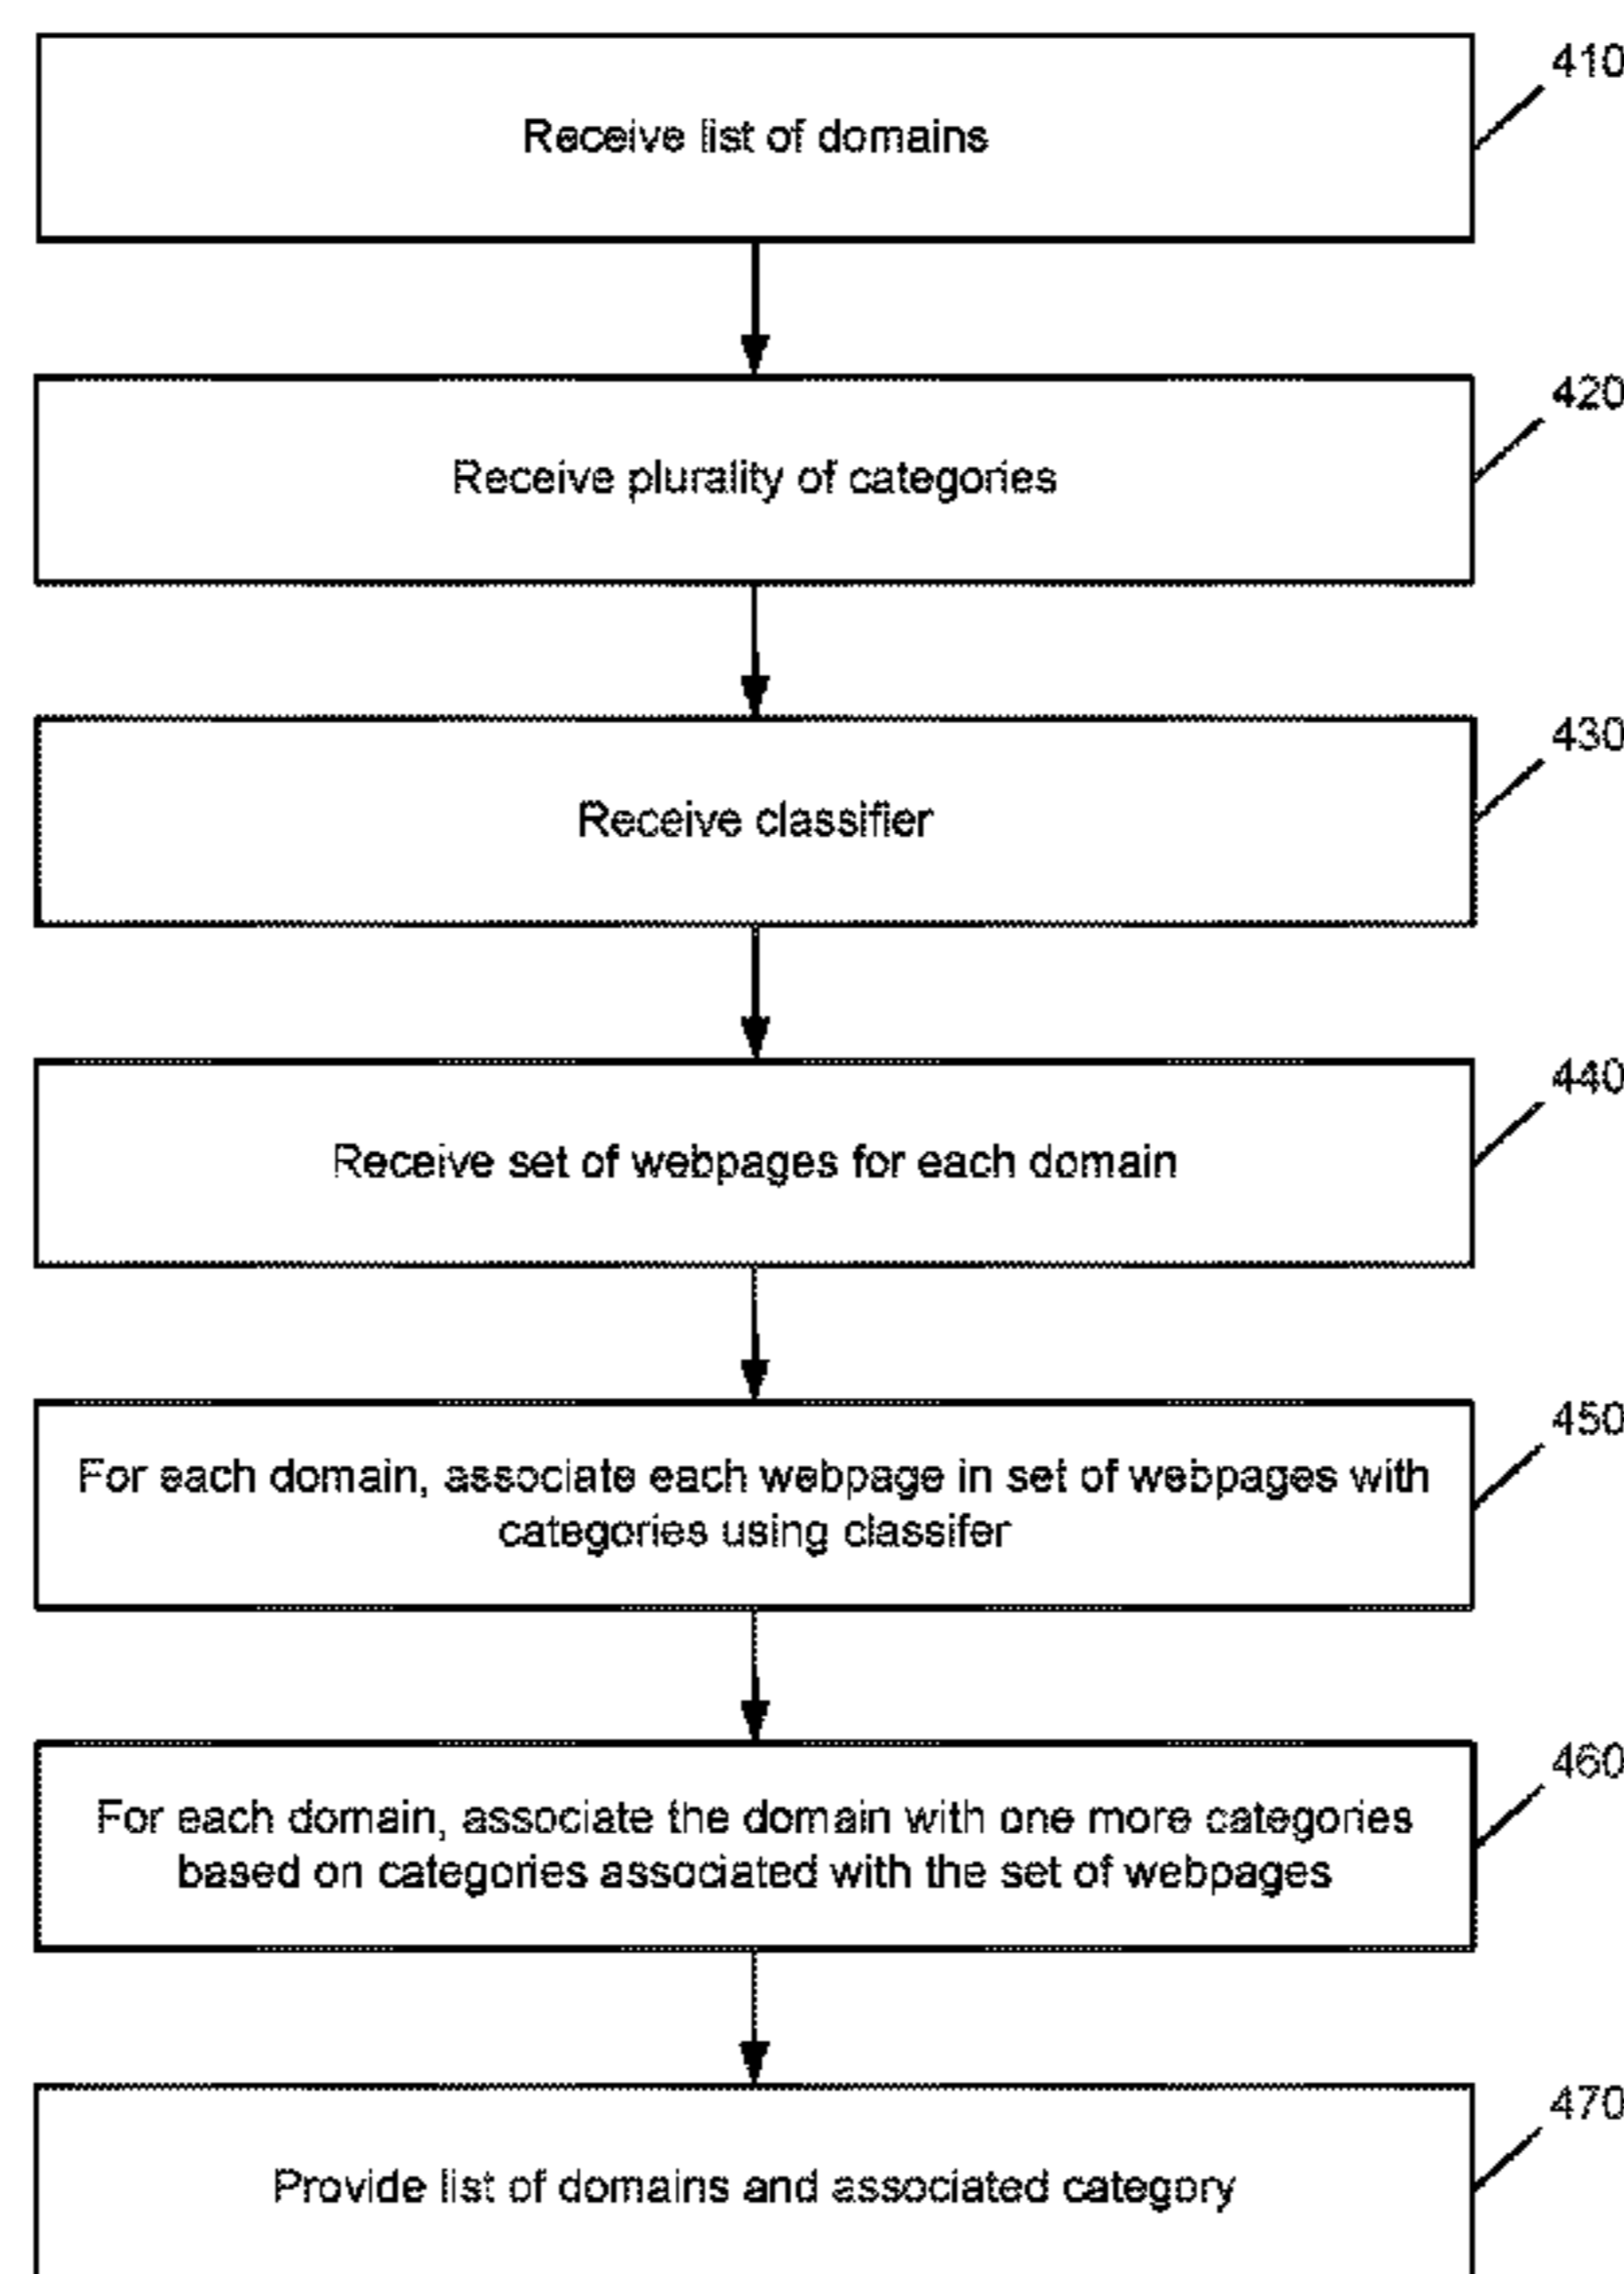 410
Receive list of domains
420
Receive plurality of categories
430
Receive classifier
440
Receive set of webpages for each domain
450
For each domain, associate each webpage in set of webpages with
categories using classifer
460
For each domain, associate the domain with one more categories
based on categories associated with the set of webpages
470
Provide list of domains and associated category